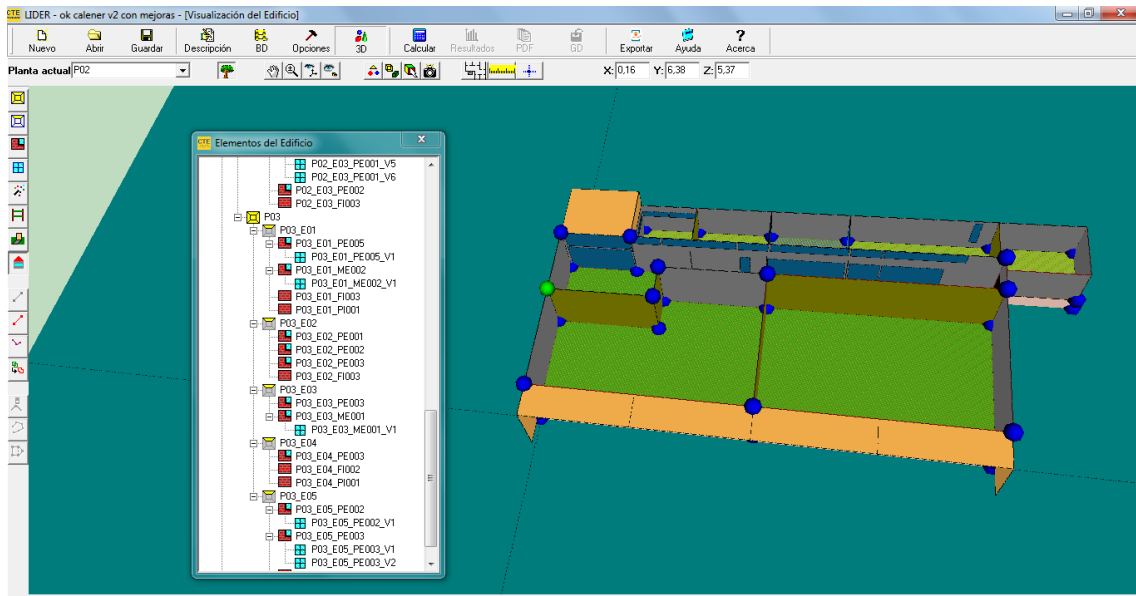 CTE LIDER - ok calener v2 con mejoras - [Visualización del Edificio]
Nuevo Abrir Guardar Descripción BD Opciones 3D Calcular Resultados PDF GD Exportar Ayuda Acerca
Planta actual P02 X: 0,16 Y: 6,38 Z: 5,37
CTE Elementos del Edificio
P02_E03_PE001_V5
P02_E03_PE001_V6
P02_E03_PE002
P02_E03_FI003
P03
P03_E01
P03_E01_PE005
P03_E01_PE005_V1
P03_E01_ME002
P03_E01_ME002_V1
P03_E01_FI003
P03_E01_PI001
P03_E02
P03_E02_PE001
P03_E02_PE002
P03_E02_PE003
P03_E02_FI003
P03_E03
P03_E03_PE003
P03_E03_ME001
P03_E03_ME001_V1
P03_E04
P03_E04_PE003
P03_E04_FI002
P03_E04_PI001
P03_E05
P03_E05_PE002
P03_E05_PE002_V1
P03_E05_PE003
P03_E05_PE003_V1
P03_E05_PE003_V2